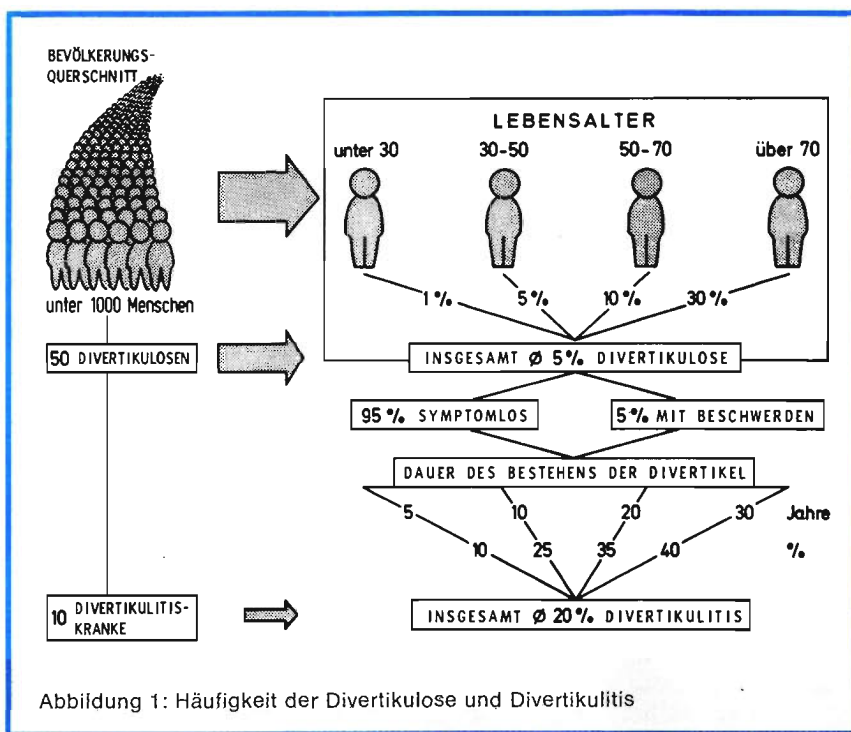 BEVÖLKERUNGS-
QUERSCHNITT
unter 1000 Menschen
50 DIVERTIKULOSEN
10 DIVERTIKULITIS-
KRANKE
LEBENSALTER
unter 30 30-50 50-70 über 70
1% 5% 10% 30%
INSGESAMT Ø 5% DIVERTIKULOSE
95% SYMPTOMLOS 5% MIT BESCHWERDEN
DAUER DES BESTEHENS DER DIVERTIKEL
5 10 20 30 Jahre
10 25 35 40 %
INSGESAMT Ø 20% DIVERTIKULITIS
Abbildung 1: Häufigkeit der Divertikulose und Divertikulitis